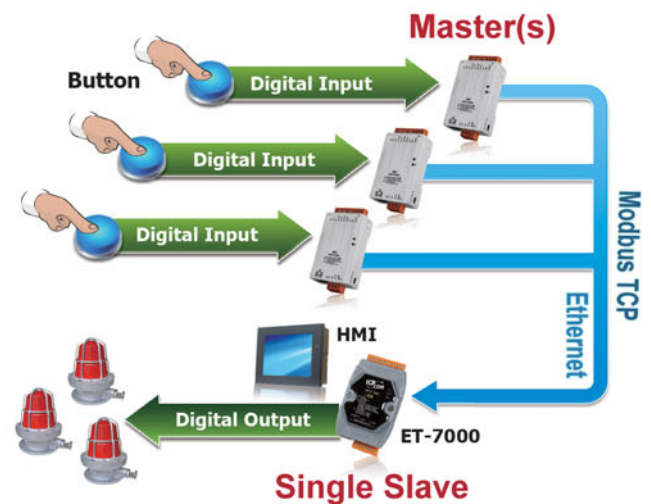 Master(s)
Button
Digital Input
Digital Input
Digital Input
Modbus TCP
Ethernet
HMI
Digital Output
ET-7000
Single Slave